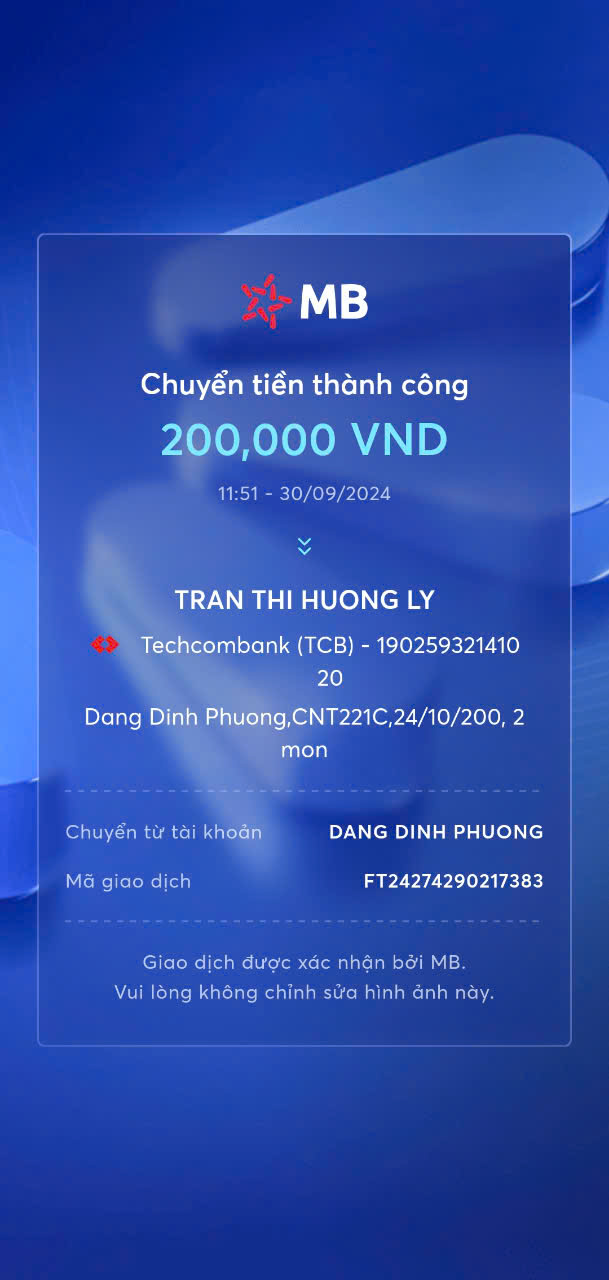 MB
Chuyển tiền thành công
200,000 VND
11:51 - 30/09/2024
TRAN THI HUONG LY
Techcombank (TCB) - 190259321410
20
Dang Dinh Phuong,CNT221C,24/10/200, 2
mon
Chuyển từ tài khoản DANG DINH PHUONG
Mã giao dịch FT24274290217383
Giao dịch được xác nhận bởi MB.
Vui lòng không chỉnh sửa hình ảnh này.